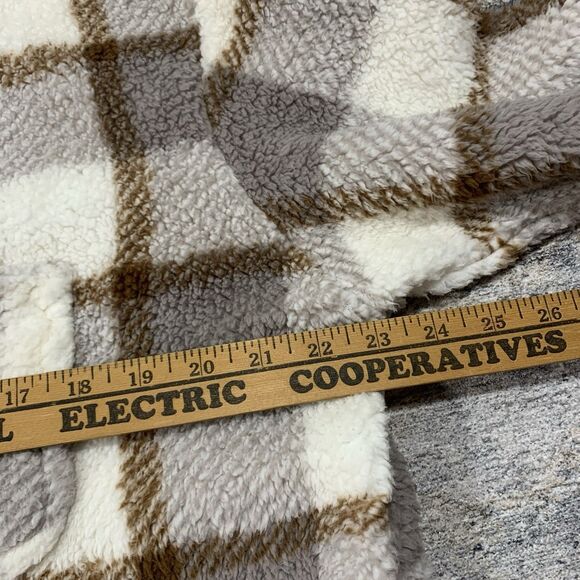 17 18 19 20 21 22 23 24 25 26
L ELECTRIC COOPERATIVES